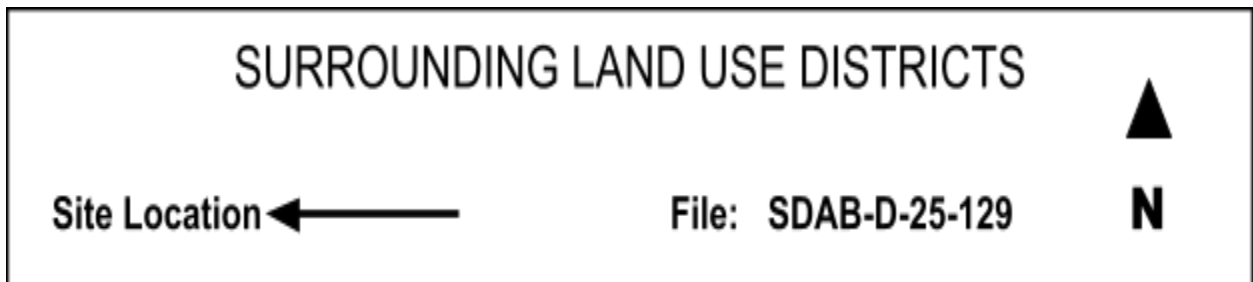 SURROUNDING LAND USE DISTRICTS
Site Location File: SDAB-D-25-129 N